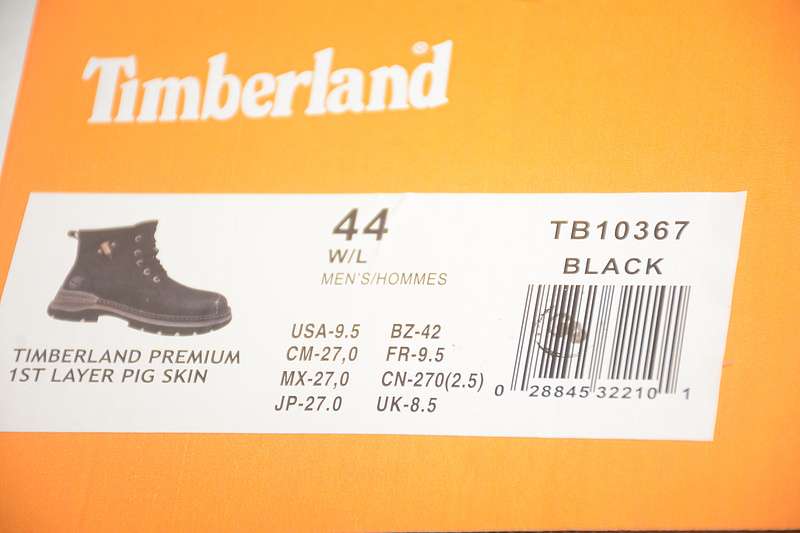 Timberland®
44
W/L
MEN'S/HOMMES
TB10367
BLACK
USA-9.5 BZ-42
CM-27,0 FR-9.5
MX-27,0 CN-270(2.5)
JP-27.0 UK-8.5
TIMBERLAND PREMIUM
1ST LAYER PIG SKIN
0 28845 32210 1